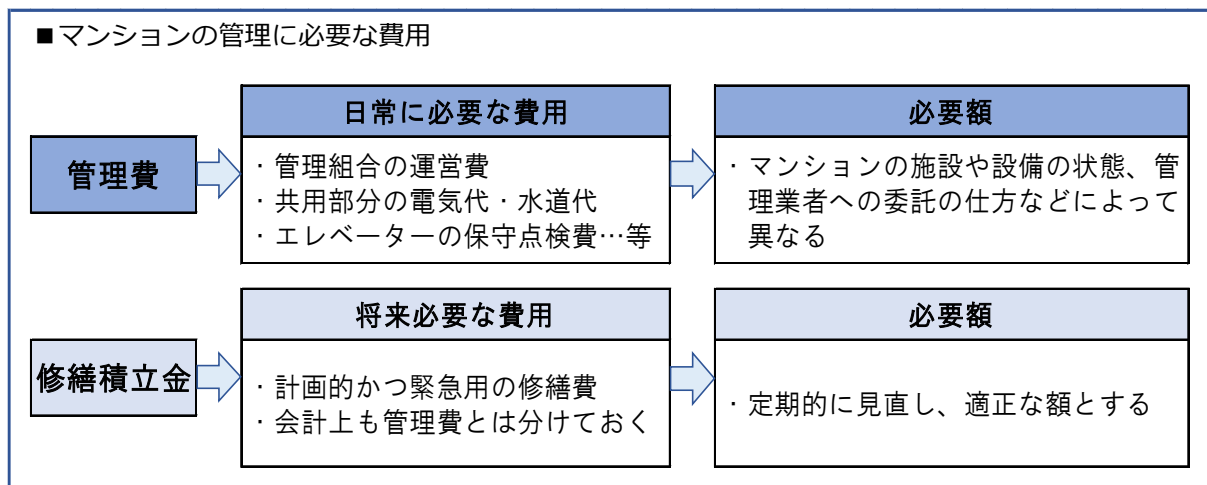 ■マンションの管理に必要な費用
管理費
日常に必要な費用
・管理組合の運営費
・共用部分の電気代・水道代
・エレベーターの保守点検費…等
必要額
・マンションの施設や設備の状態、管
理業者への委託の仕方などによって
異なる
修繕積立金
将来必要な費用
・計画的かつ緊急用の修繕費
・会計上も管理費とは分けておく
必要額
・定期的に見直し、適正な額とする